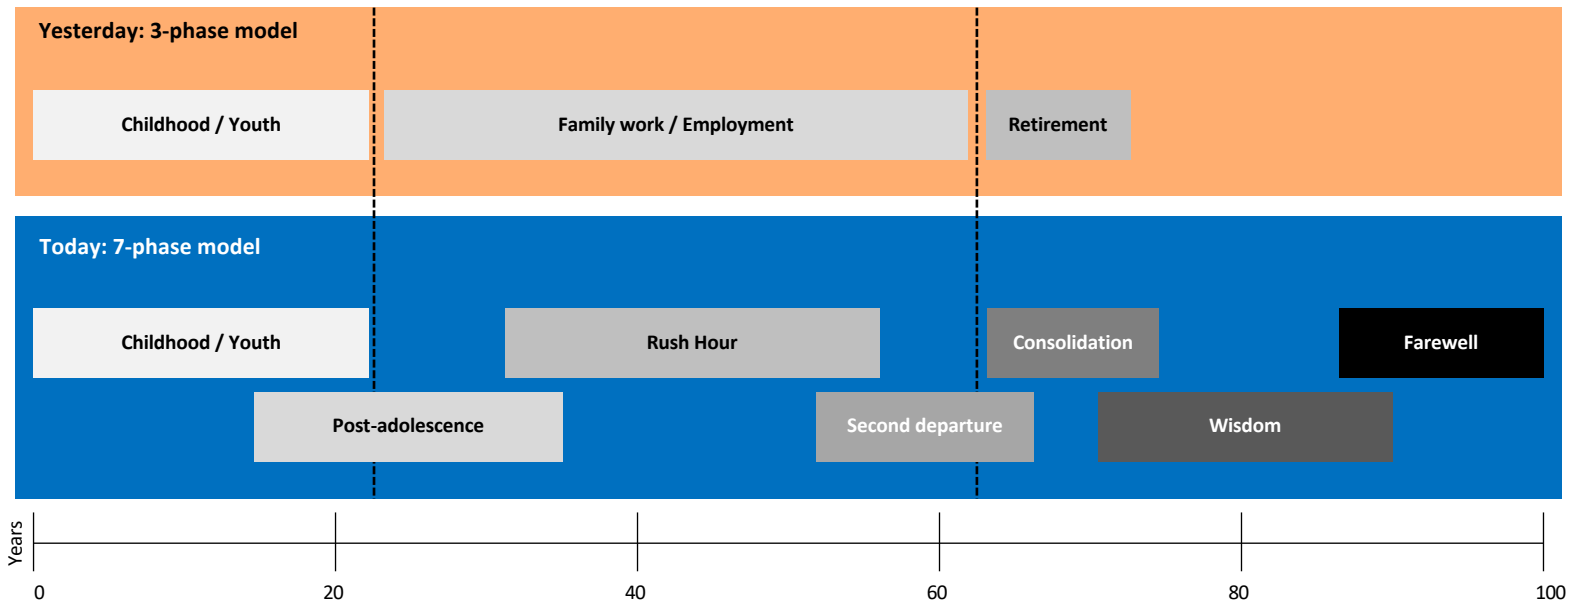 Yesterday: 3-phase model
Childhood / Youth
Family work / Employment
Retirement
Today: 7-phase model
Childhood / Youth
Rush Hour
Consolidation
Farewell
Post-adolescence
Second departure
Wisdom
Years
0
20
40
60
80
100